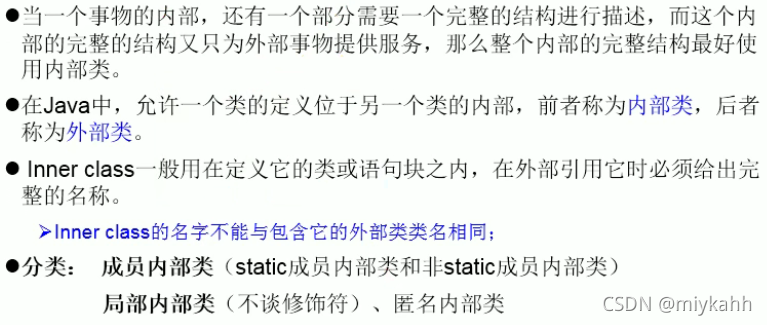 ●当一个事物的内部，还有一个部分需要一个完整的结构进行描述，而这个内
部的完整的结构又只为外部事物提供服务，那么整个内部的完整结构最好使
用内部类。
●在Java中，允许一个类的定义位于另一个类的内部，前者称为内部类，后者
称为外部类。
● Inner class一般用在定义它的类或语句块之内，在外部引用它时必须给出完
整的名称。
➢Inner class的名字不能与包含它的外部类类名相同；
●分类： 成员内部类（static成员内部类和非static成员内部类）
局部内部类（不谈修饰符）、匿名内部类
CSDN @miykahh